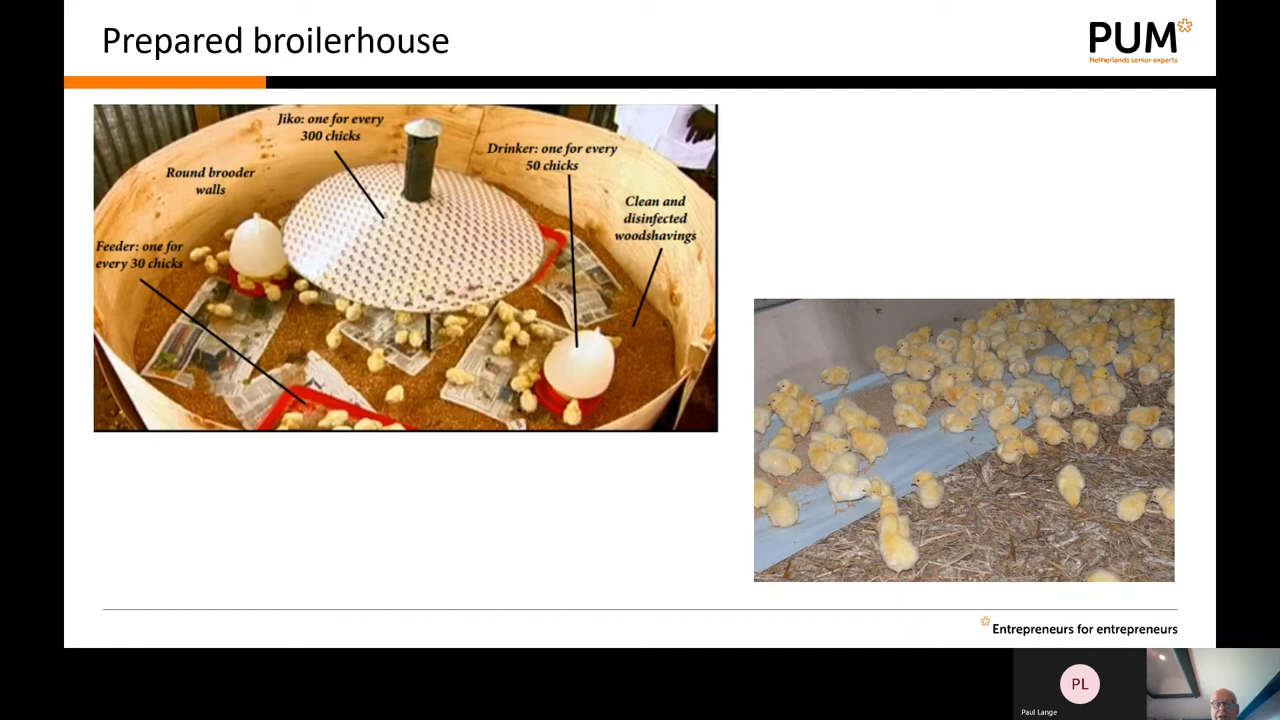 Prepared broilerhouse
PUM
Netherlands senior experts
Jiko: one for every
300 chicks
Drinker: one for every
50 chicks
Round brooder
walls
Clean and
disinfected
woodshavings
Feeder: one for
every 30 chicks
Entrepreneurs for entrepreneurs
PL
Paul Lange